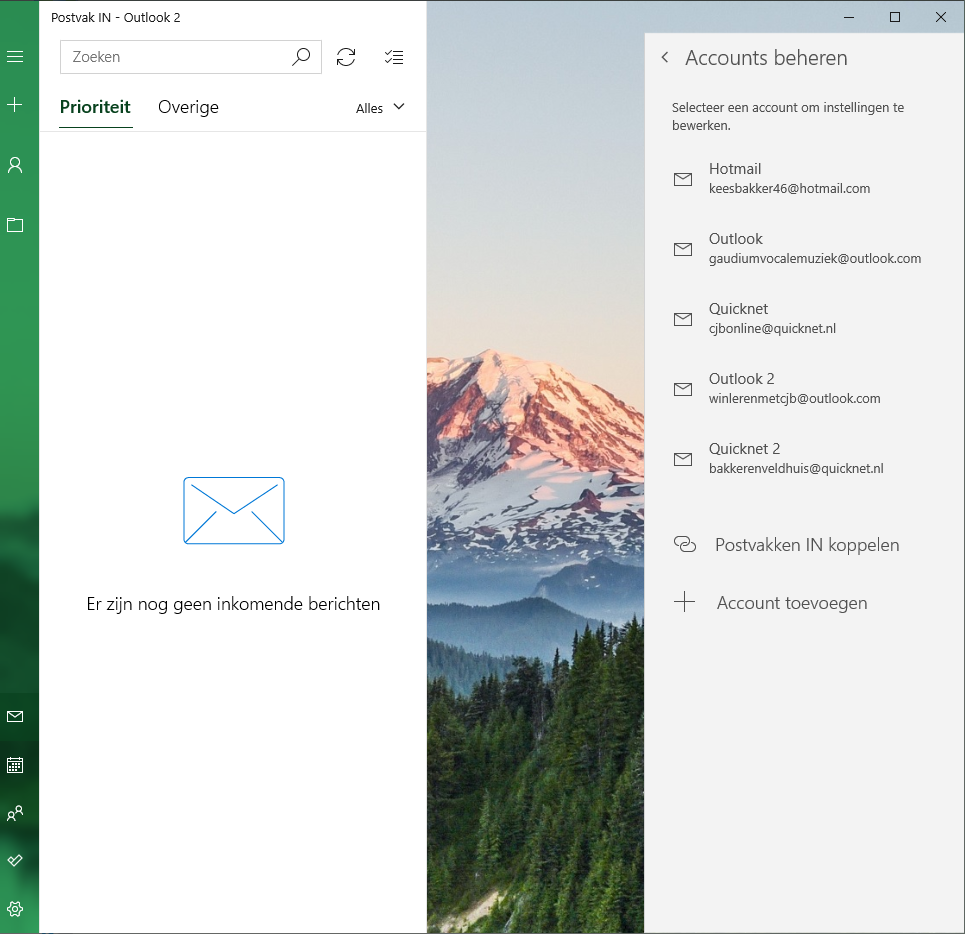 Postvak IN - Outlook 2
Zoeken
Prioriteit
Overige
Alles
Er zijn nog geen inkomende berichten
Accounts beheren
Selecteer een account om instellingen te
bewerken.
Hotmail
keesbakker46@hotmail.com
Outlook
gaudiumvocalemuziek@outlook.com
Quicknet
cjbonline@quicknet.nl
Outlook 2
winlerenmetcjb@outlook.com
Quicknet 2
bakkerenveldhuis@quicknet.nl
Postvakken IN koppelen
Account toevoegen